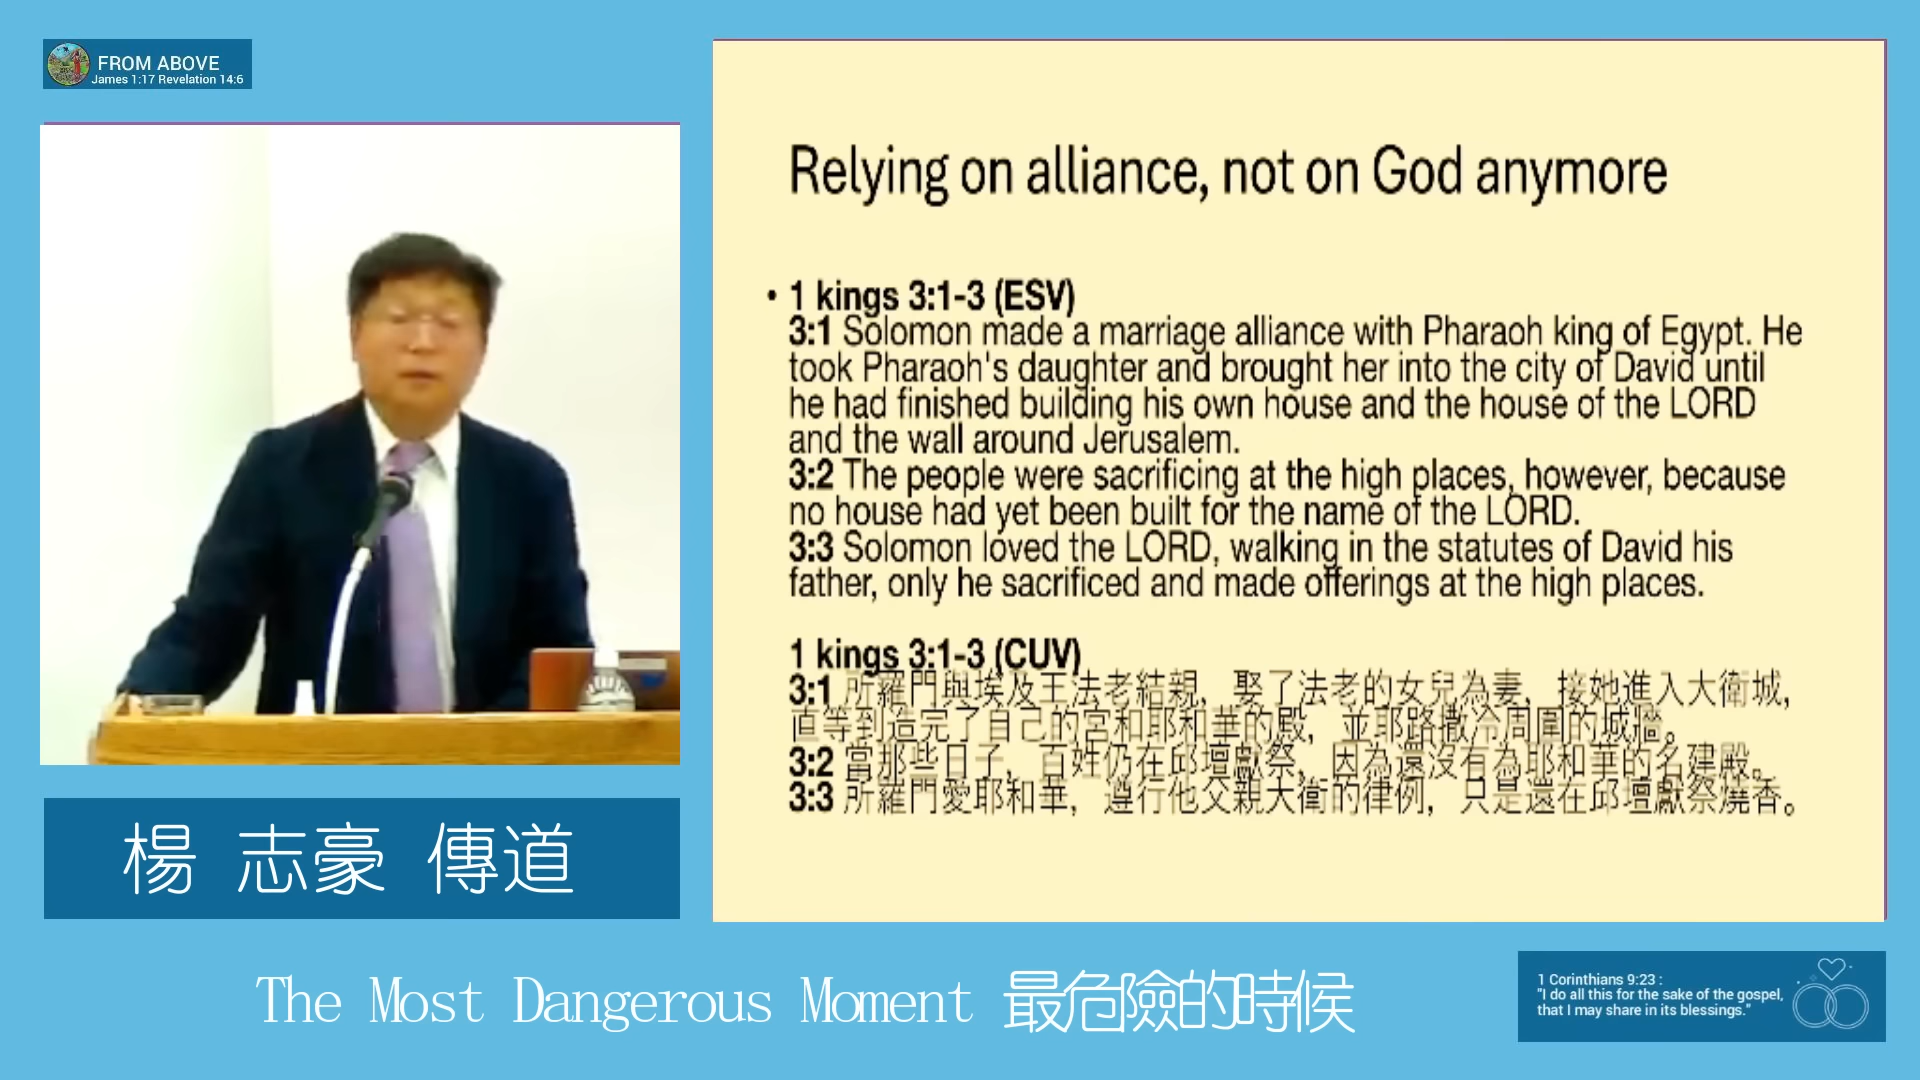 FROM ABOVE
James 1:17 Revelation 14:6
Relying on alliance, not on God anymore
• 1 kings 3:1-3 (ESV)
3:1 Solomon made a marriage alliance with Pharaoh king of Egypt. He
took Pharaoh's daughter and brought her into the city of David until
he had finished building his own house and the house of the LORD
and the wall around Jerusalem.
3:2 The people were sacrificing at the high places, however, because
no house had yet been built for the name of the LORD.
3:3 Solomon loved the LORD, walking in the statutes of David his
father, only he sacrificed and made offerings at the high places.
1 kings 3:1-3 (CUV)
3:1 所羅門與埃及王法老結親，娶了法老的女兒為妻，接她進入大衛城，
直等到造完了自己的宮和耶和華的殿，並耶路撒冷周圍的城牆。
3:2 當那些日子，百姓仍在邱壇獻祭，因為還沒有為耶和華的名建殿。
3:3 所羅門愛耶和華，遵行他父親大衛的律例，只是還在邱壇獻祭燒香。
楊 志豪 傳道
The Most Dangerous Moment 最危險的時候
1 Corinthians 9:23 :
"I do all this for the sake of the gospel,
that I may share in its blessings."